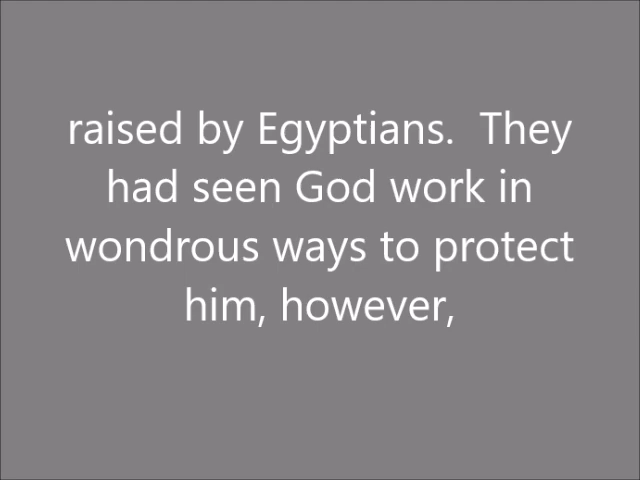 raised by Egyptians.  They
had seen God work in
wondrous ways to protect
him, however,